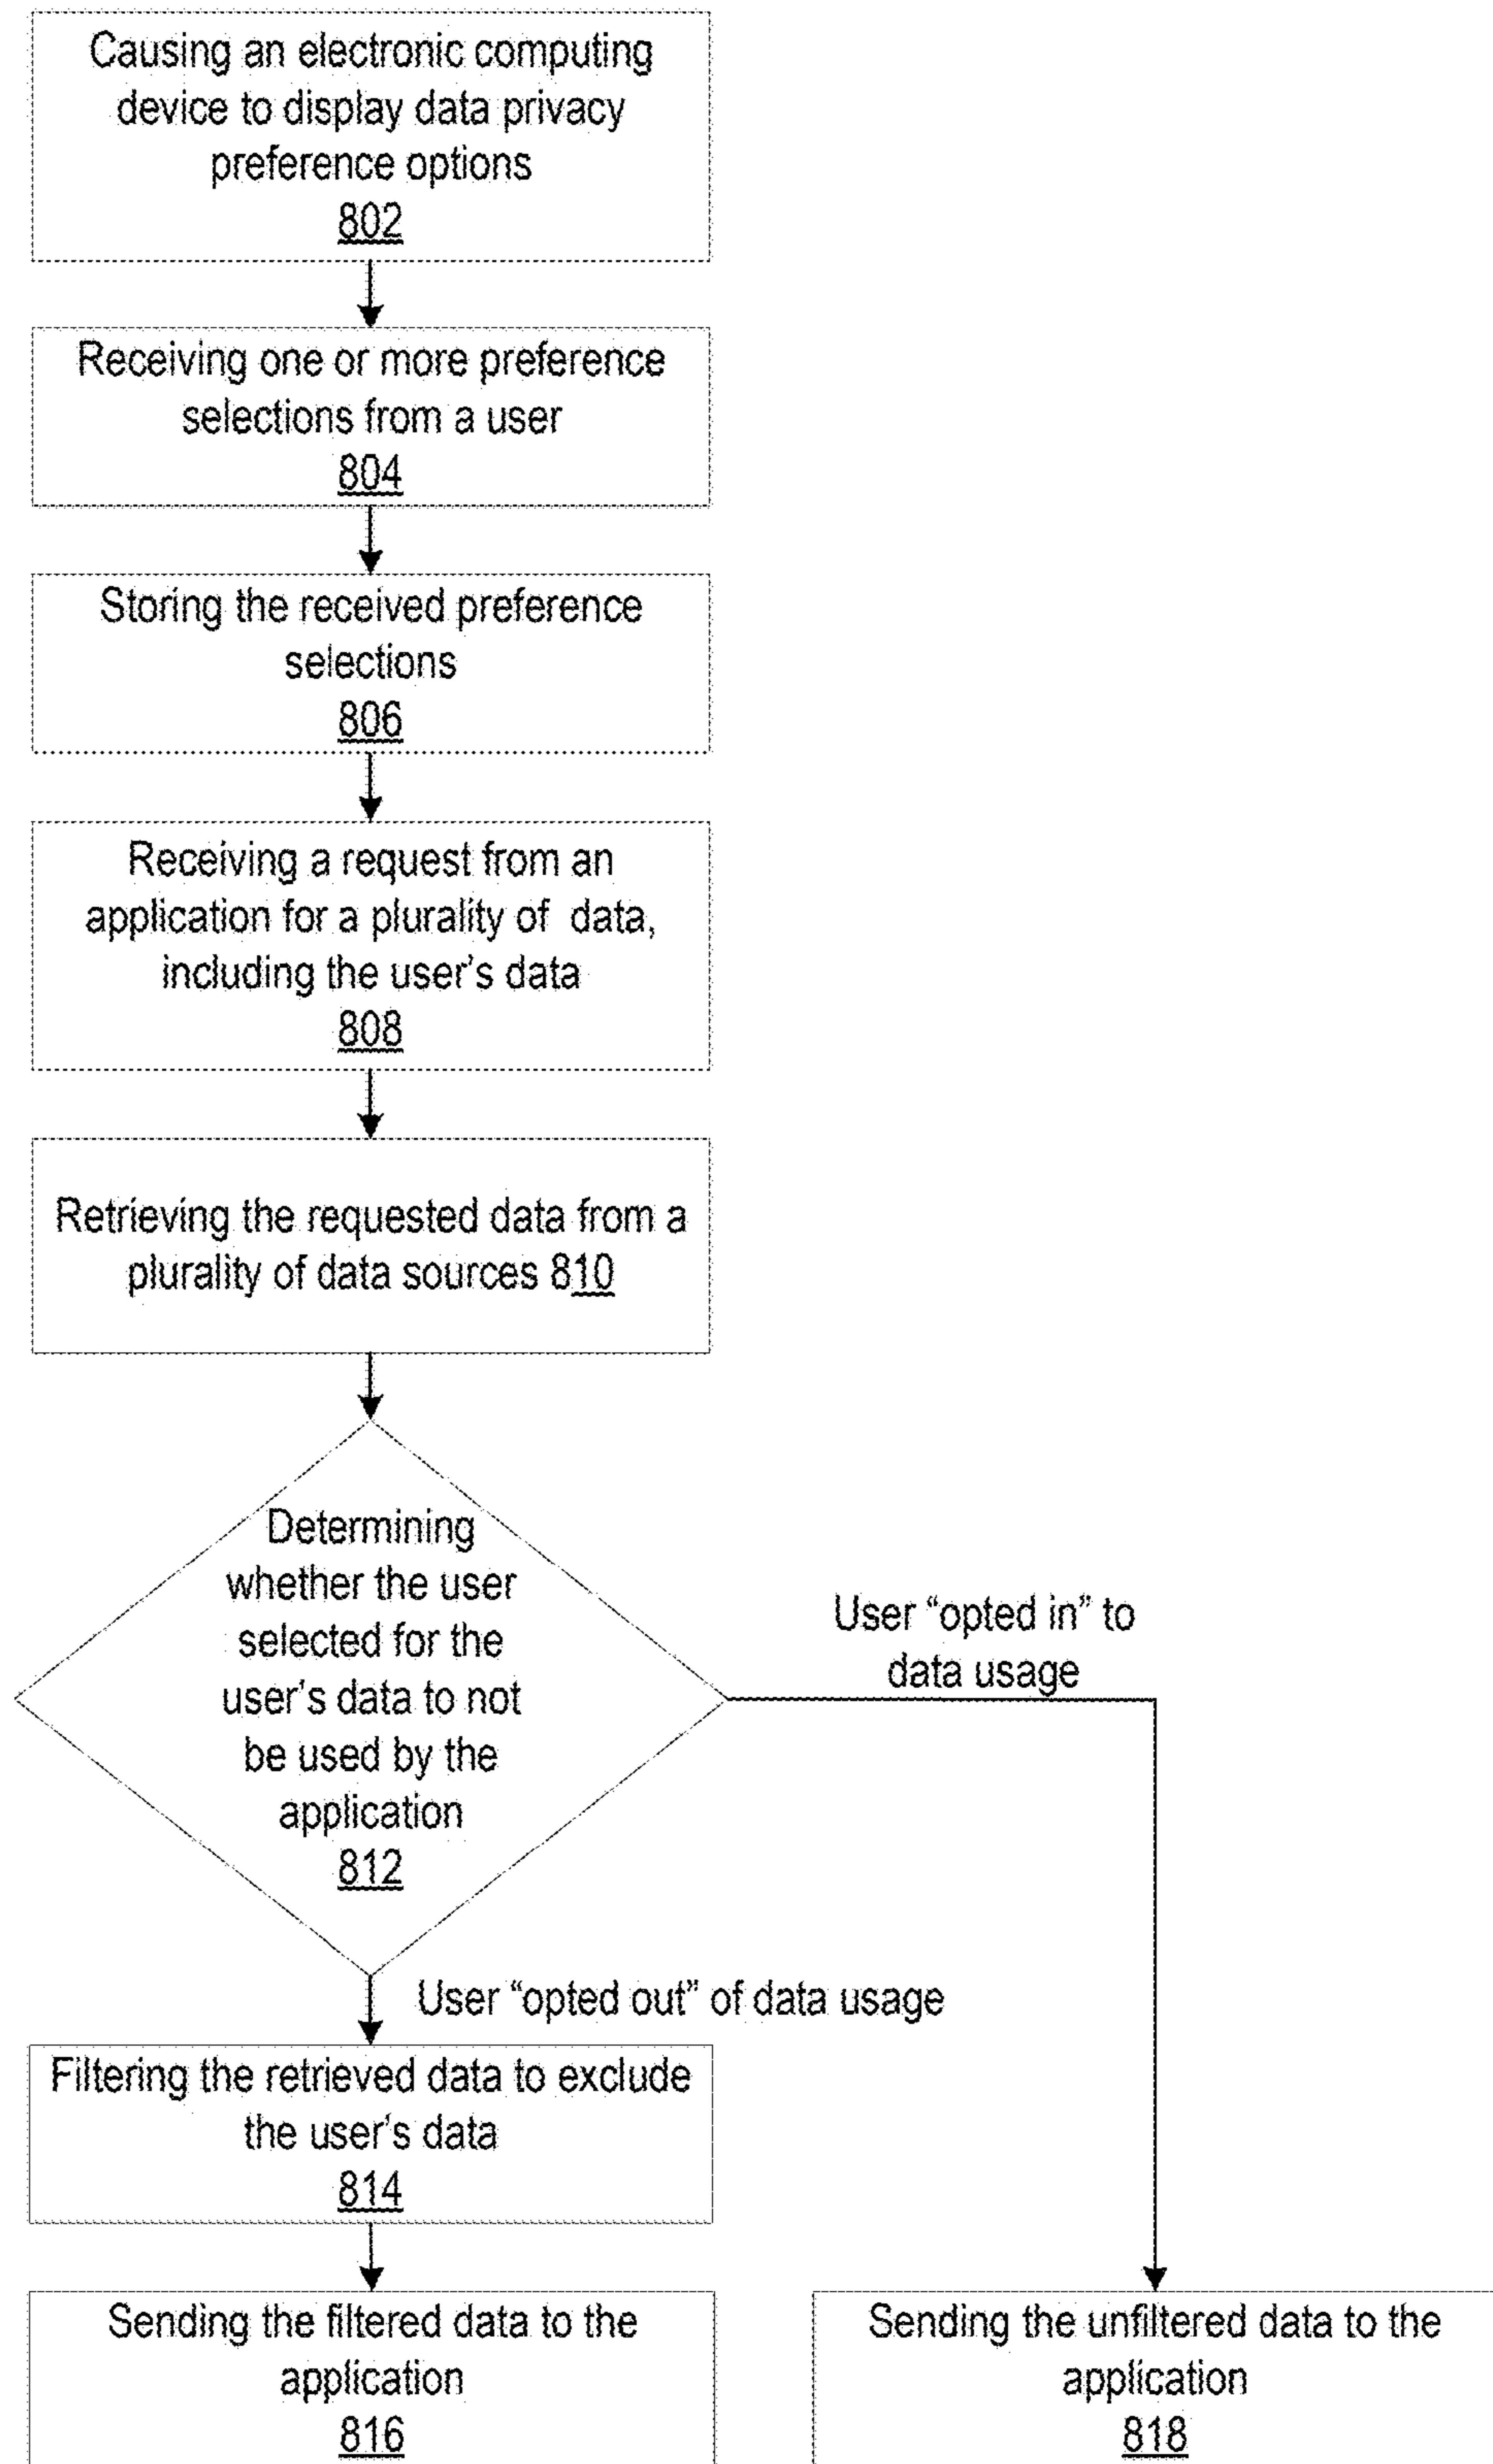 Causing an electronic computing
device to display data privacy
preference options
802
Receiving one or more preference
selections from a user
804
Storing the received preference
selections
806
Receiving a request from an
application for a plurality of data,
including the user's data
808
Retrieving the requested data from a
plurality of data sources 810
Determining
whether the user
selected for the
user's data to not
be used by the
application
812
User “opted in” to
data usage
User “opted out” of data usage
Filtering the retrieved data to exclude
the user's data
814
Sending the filtered data to the
application
816
Sending the unfiltered data to the
application
818